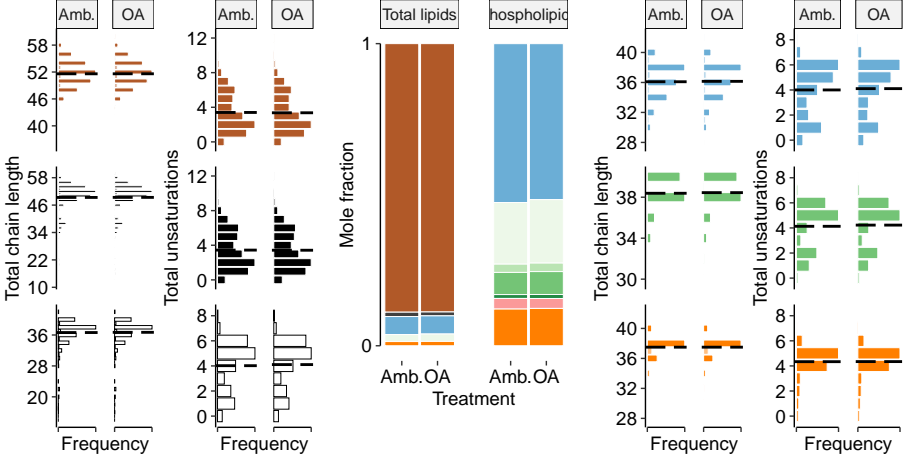 Amb. OA
Amb. OA
Total lipids
hospholipid
Amb. OA
Amb. OA
Total chain length
58
52
46
40
58
46
34
22
10
36
28
20
Frequency
Total unsaturations
12
8
4
0
12
8
4
0
8
6
4
2
0
Frequency
Mole fraction
1
0
Amb. OA
Amb. OA
Treatment
Total chain length
40
36
32
28
38
34
30
40
36
32
28
Frequency
Total unsaturations
8
6
4
2
0
8
6
4
2
0
8
6
4
2
0
Frequency